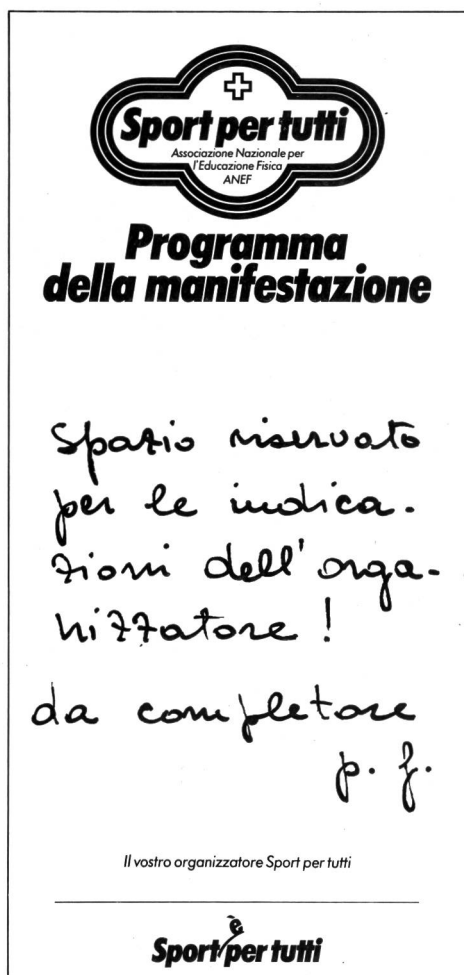 Sport per tutti
Associazione Nazionale per
l'Educazione Fisica
ANEF
Programma
della manifestazione
Spazio riservato
per le indica-
zioni dell'orga-
nizzatore !
da completare
p. f.
Il vostro organizzatore Sport per tutti
Sport è per tutti